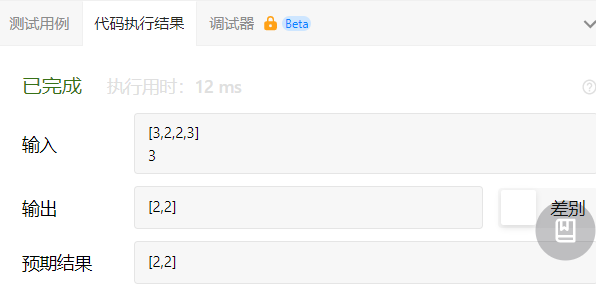 测试用例 代码执行结果 调试器 Beta
已完成 执行用时：12 ms
输入 [3,2,2,3]
3
输出 [2,2] 差别
预期结果 [2,2]